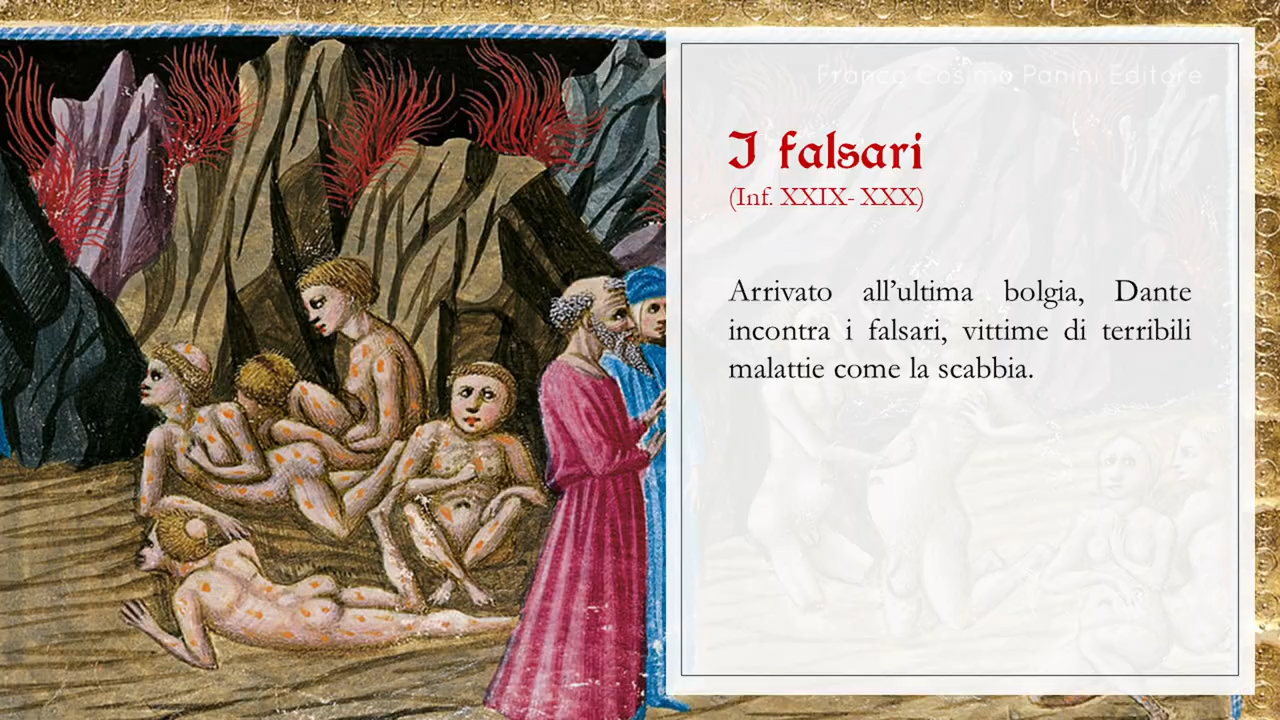 Franco Cosimo Panini Editore
I falsari
(Inf. XXIX- XXX)
Arrivato all’ultima bolgia, Dante
incontra i falsari, vittime di terribili
malattie come la scabbia.